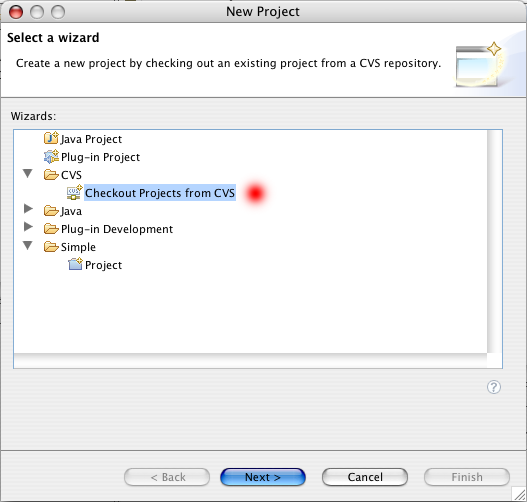 New Project
Select a wizard
Create a new project by checking out an existing project from a CVS repository.
Wizards:
Java Project
Plug-in Project
CVS
Checkout Projects from CVS
Java
Plug-in Development
Simple
Project
?
< Back
Next >
Cancel
Finish